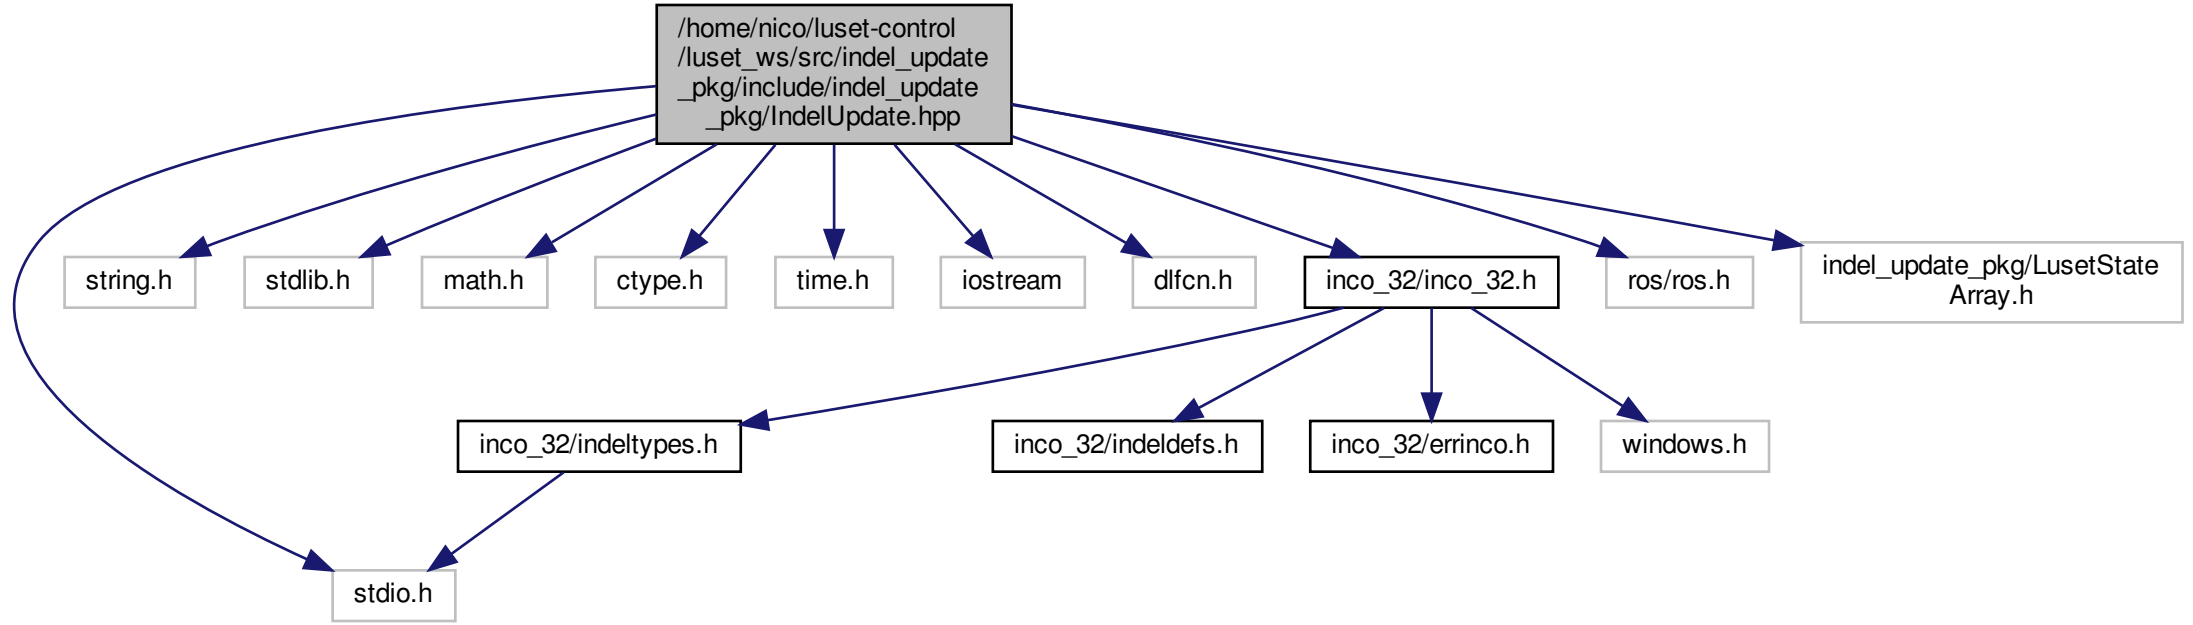 /home/nico/luset-control
/luset_ws/src/indel_update
_pkg/include/indel_update
_pkg/IndelUpdate.hpp
string.h
stdlib.h
math.h
ctype.h
time.h
iostream
dlfcn.h
inco_32/inco_32.h
ros/ros.h
indel_update_pkg/LusetState
Array.h
inco_32/indeltypes.h
inco_32/indeldefs.h
inco_32/errinco.h
windows.h
stdio.h